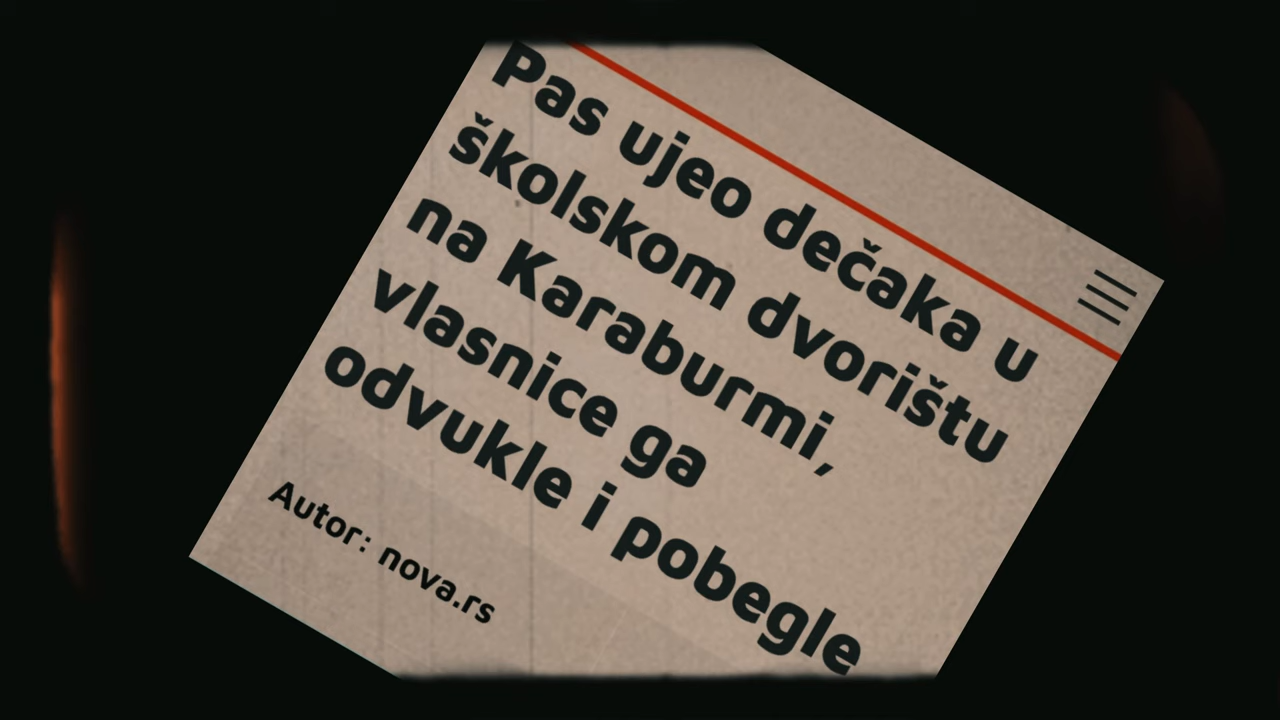 Pas ujeo dečaka u
školskom dvorištu
na Karaburmi,
vlasnice ga
odvukle i pobegle
Autor: nova.rs